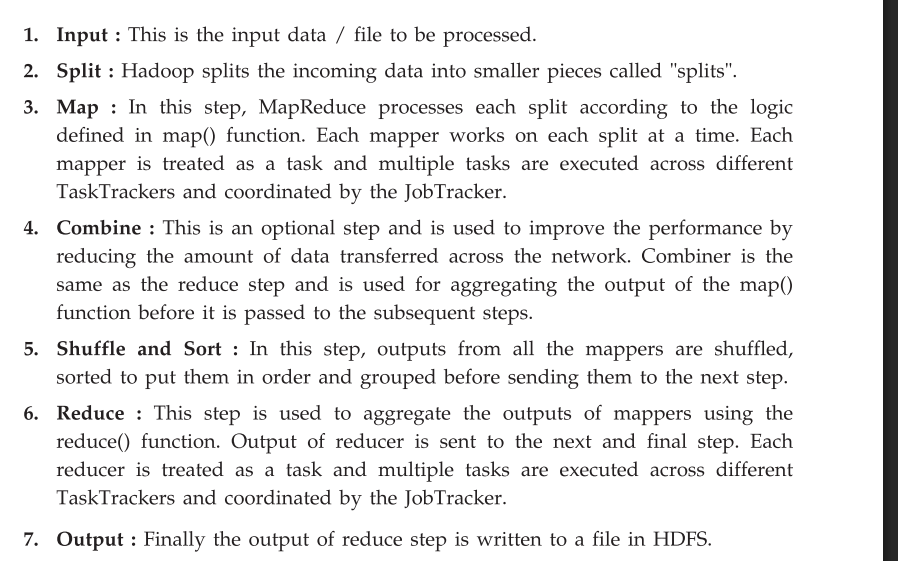 1. Input : This is the input data / file to be processed.
2. Split : Hadoop splits the incoming data into smaller pieces called "splits".
3. Map : In this step, MapReduce processes each split according to the logic
defined in map() function. Each mapper works on each split at a time. Each
mapper is treated as a task and multiple tasks are executed across different
TaskTrackers and coordinated by the JobTracker.
4. Combine : This is an optional step and is used to improve the performance by
reducing the amount of data transferred across the network. Combiner is the
same as the reduce step and is used for aggregating the output of the map()
function before it is passed to the subsequent steps.
5. Shuffle and Sort : In this step, outputs from all the mappers are shuffled,
sorted to put them in order and grouped before sending them to the next step.
6. Reduce : This step is used to aggregate the outputs of mappers using the
reduce() function. Output of reducer is sent to the next and final step. Each
reducer is treated as a task and multiple tasks are executed across different
TaskTrackers and coordinated by the JobTracker.
7. Output : Finally the output of reduce step is written to a file in HDFS.